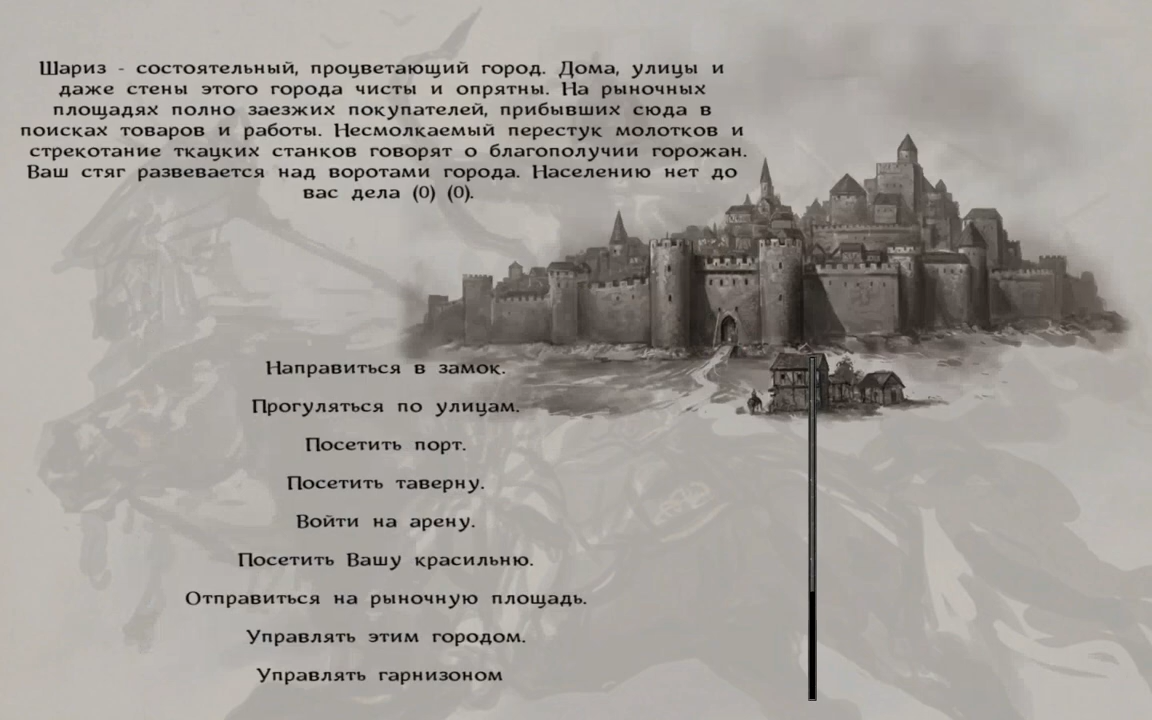 Шариз - состоятельный, процветающий город. Дома, улицы и
даже стены этого города чисты и опрятны. На рыночных
площадях полно заезжих покупателей, прибывших сюда в
поисках товаров и работы. Несмолкаемый перестук молотков и
стрекотание ткацких станков говорят о благополучии горожан.
Ваш стяг развевается над воротами города. Населению нет до
вас дела (0) (0).
Направиться в замок.
Прогуляться по улицам.
Посетить порт.
Посетить таверну.
Войти на арену.
Посетить Вашу красильню.
Отправиться на рыночную площадь.
Управлять этим городом.
Управлять гарнизоном